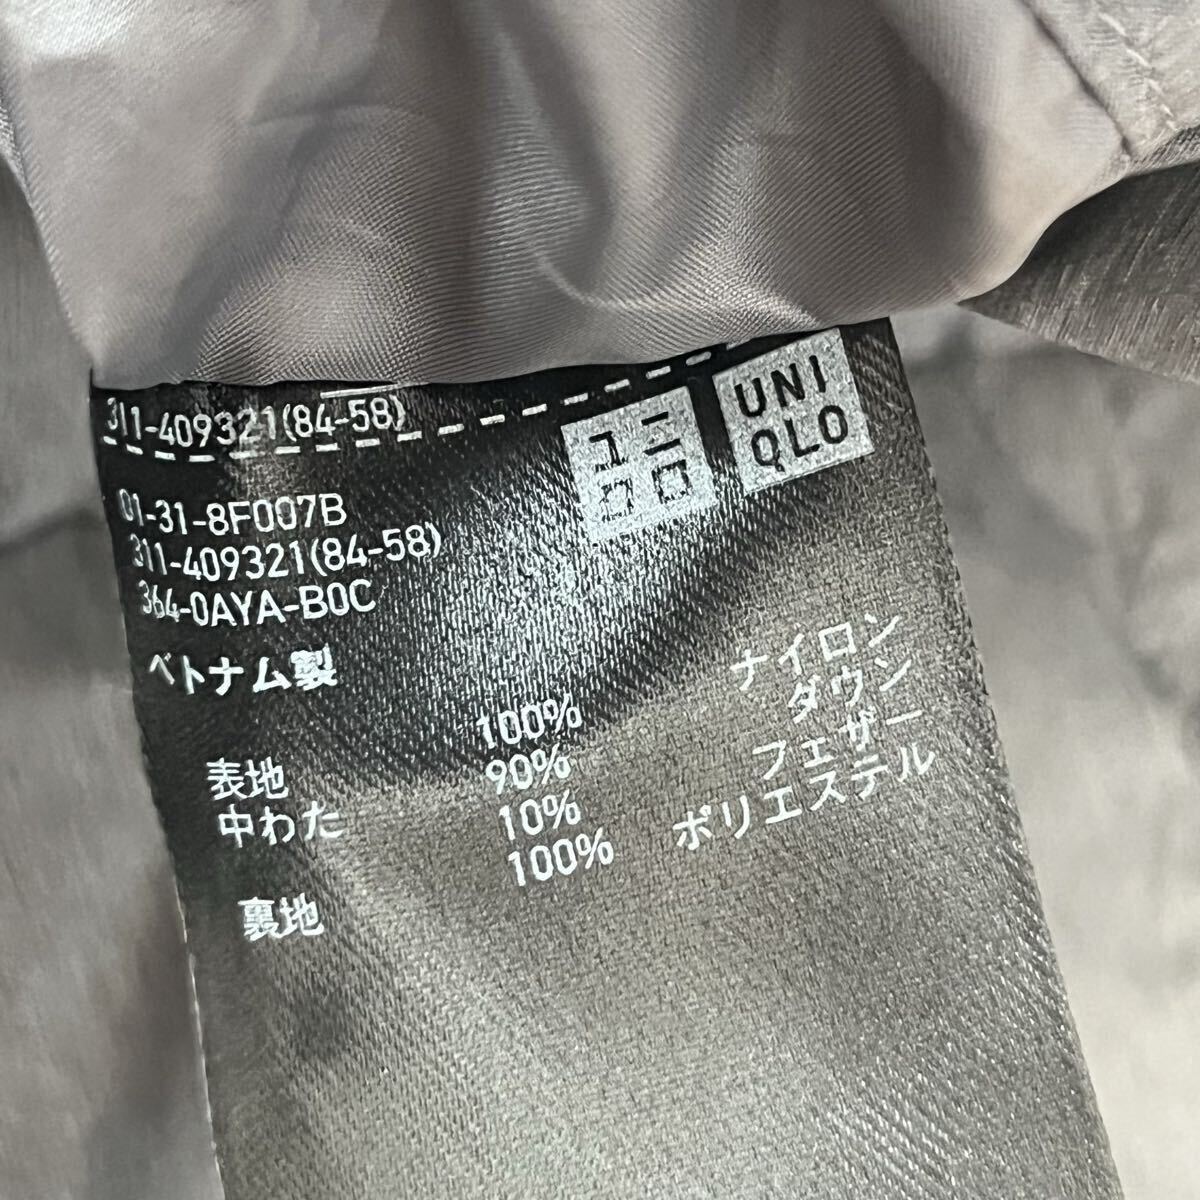 311-409321(84-58)
ユニ
クロ
UNI
QLO
01-31-8F007B
311-409321(84-58)
364-0AYA-B0C
ベトナム製
表地 100% ナイロン
中わた 90% ダウン
10% フェザー
裏地 100% ポリエステル